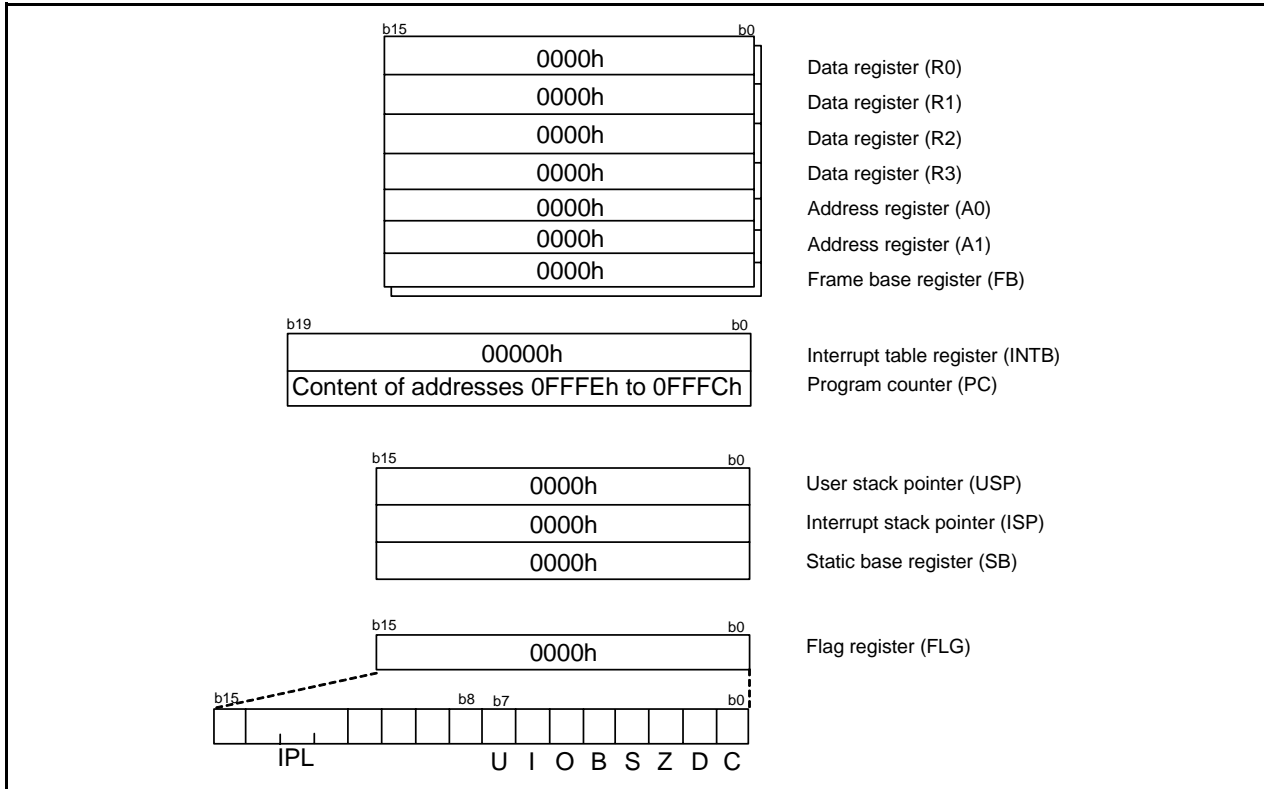 b15 b0
0000h Data register (R0)
0000h Data register (R1)
0000h Data register (R2)
0000h Data register (R3)
0000h Address register (A0)
0000h Address register (A1)
0000h Frame base register (FB)
b19 b0
00000h Interrupt table register (INTB)
Content of addresses 0FFFEh to 0FFFCh Program counter (PC)
b15 b0
0000h User stack pointer (USP)
0000h Interrupt stack pointer (ISP)
0000h Static base register (SB)
b15 b0
0000h Flag register (FLG)
b15 b8 b7 b0
IPL U I O B S Z D C